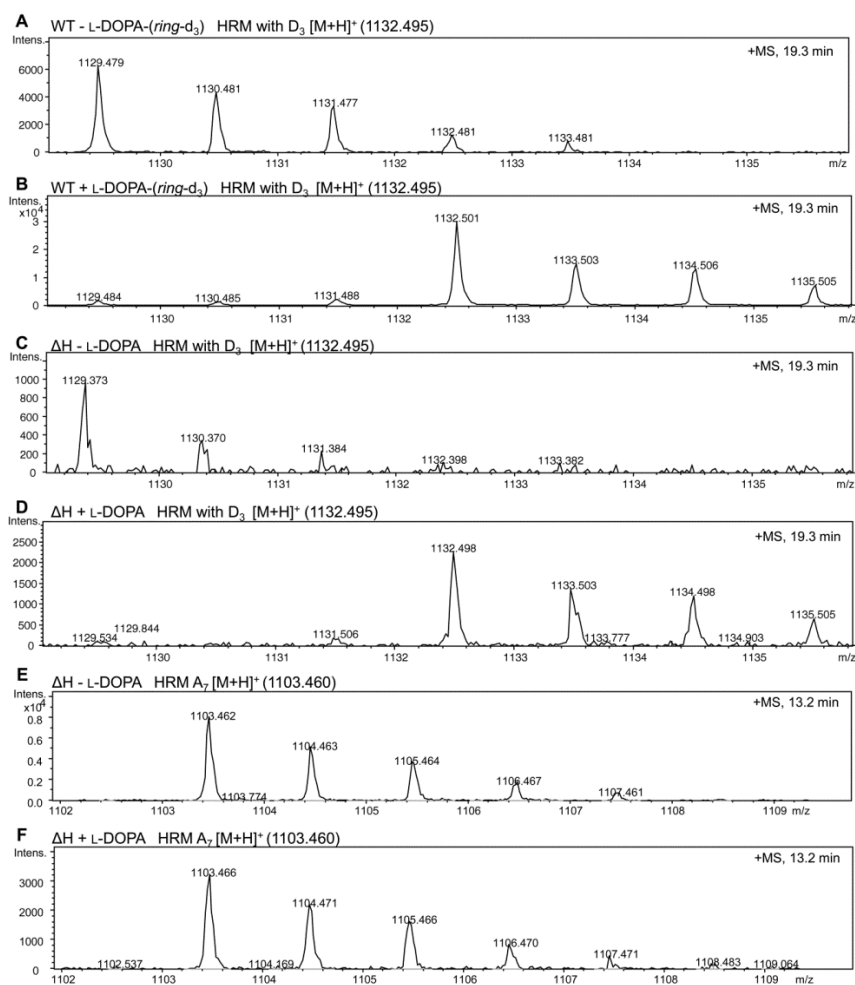 A WT - L-DOPA-(ring-d₃) HRM with D₃ [M+H]⁺ (1132.495)
Intens.
+MS, 19.3 min
1129.479
1130.481
1131.477
1132.481
1133.481
6000
4000
2000
0
1130 1131 1132 1133 1134 1135 m/z
B WT + L-DOPA-(ring-d₃) HRM with D₃ [M+H]⁺ (1132.495)
Intens.
x10⁴
+MS, 19.3 min
1132.501
1133.503
1134.506
1135.505
1129.484 1130.485 1131.488
3
2
1
0
1130 1131 1132 1133 1134 1135 m/z
C ΔH - L-DOPA HRM with D₃ [M+H]⁺ (1132.495)
Intens.
+MS, 19.3 min
1129.373
1130.370
1131.384
1132.398
1133.382
1000
800
600
400
200
0
1130 1131 1132 1133 1134 1135 m/z
D ΔH + L-DOPA HRM with D₃ [M+H]⁺ (1132.495)
Intens.
+MS, 19.3 min
1132.498
1133.503
1134.498
1135.505
1129.534 1129.844 1131.506 1133.777 1134.903
2500
2000
1500
1000
500
0
1130 1131 1132 1133 1134 1135 m/z
E ΔH - L-DOPA HRM A₇ [M+H]⁺ (1103.460)
Intens.
x10⁴
+MS, 13.2 min
1103.462
1104.463
1105.464
1106.467
1107.461
1103.774
0.8
0.6
0.4
0.2
0.0
1102 1103 1104 1105 1106 1107 1108 1109 m/z
F ΔH + L-DOPA HRM A₇ [M+H]⁺ (1103.460)
Intens.
+MS, 13.2 min
1103.466
1104.471
1105.466
1106.470
1107.471
1102.537 1104.169 1108.483 1109.064
3000
2000
1000
0
1102 1103 1104 1105 1106 1107 1108 1109 m/z